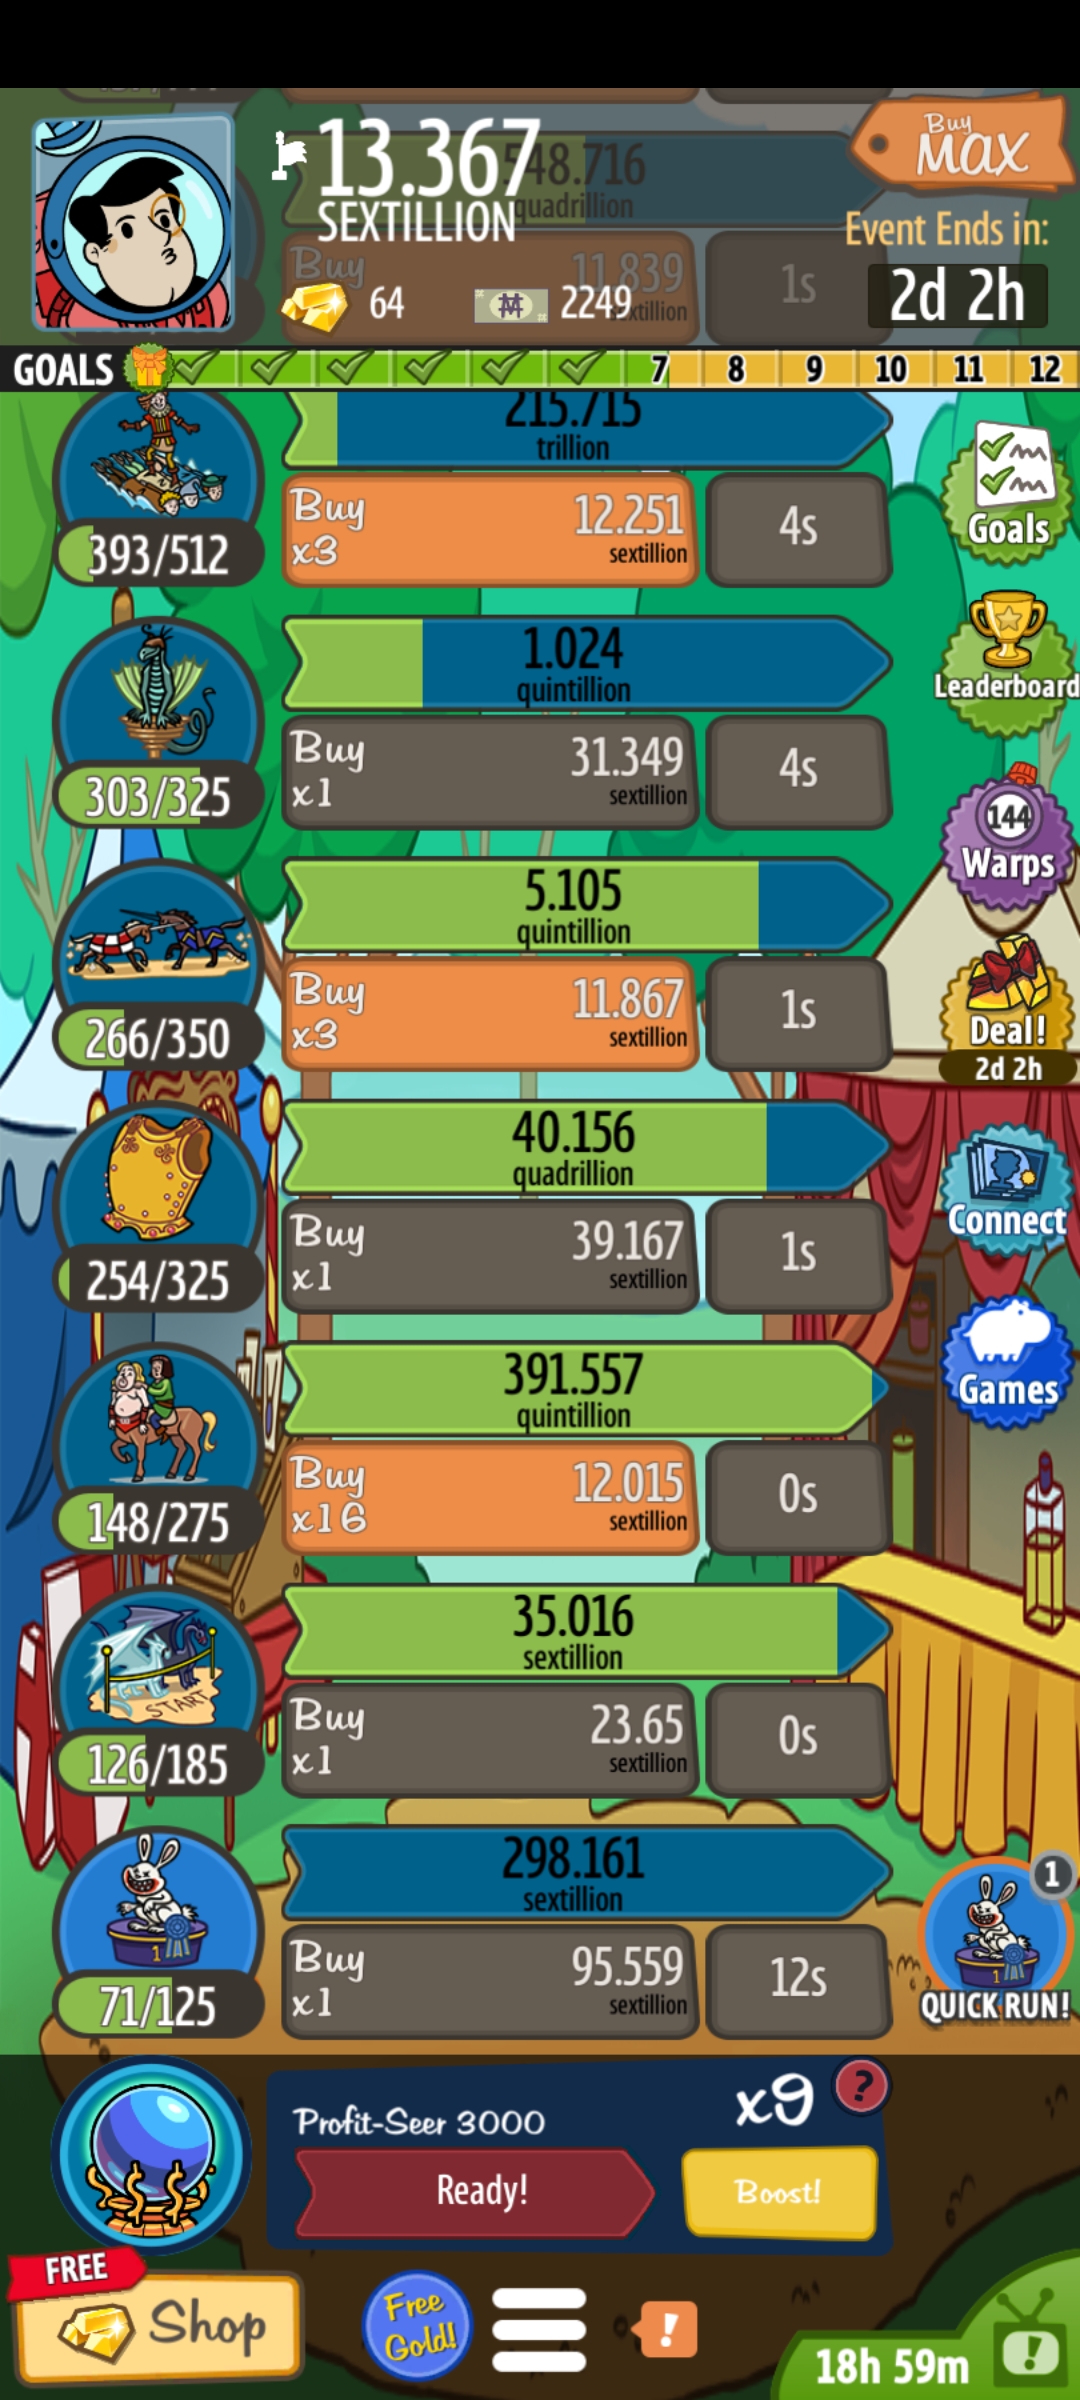 13.367
SEXTILLION
548.716
quadrillion
Buy
MAX
Event Ends in:
2d 2h
Buy
11.839
sextillion
1s
64
2249
GOALS
7
8
9
10
11
12
215.715
trillion
Buy
x3
12.251
sextillion
4s
393/512
Goals
1.024
quintillion
Buy
x1
31.349
sextillion
4s
303/325
Leaderboard
144
Warps
5.105
quintillion
Buy
x3
11.867
sextillion
1s
266/350
Deal!
2d 2h
40.156
quadrillion
Buy
x1
39.167
sextillion
1s
254/325
Connect
391.557
quintillion
Buy
x16
12.015
sextillion
0s
148/275
Games
35.016
sextillion
START
Buy
x1
23.65
sextillion
0s
126/185
298.161
sextillion
1
Buy
x1
95.559
sextillion
12s
71/125
1
1
QUICK RUN!
Profit-Seer 3000
x9
?
Ready!
Boost!
FREE
Shop
Free
Gold!
!
18h 59m
!